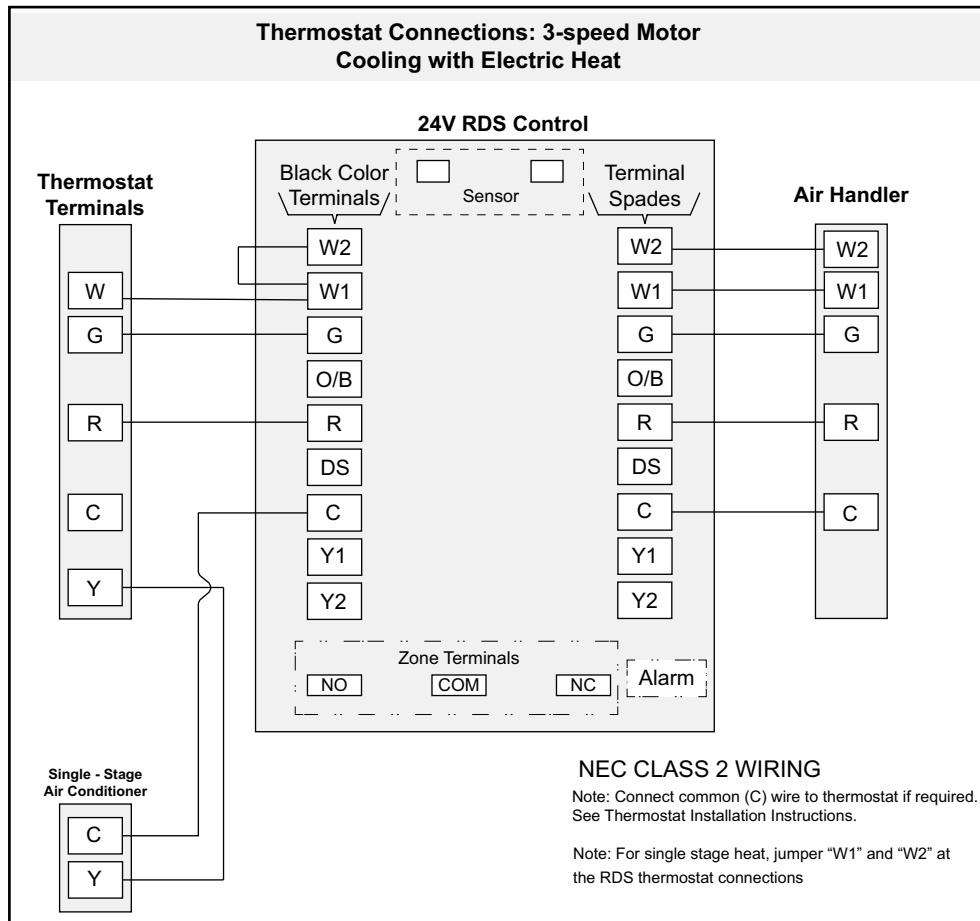 Thermostat Connections: 3-speed Motor
Cooling with Electric Heat
24V RDS Control
Thermostat
Terminals
W
G
R
C
Y
Black Color
Terminals
W2
W1
G
O/B
R
DS
C
Y1
Y2
Sensor
Terminal
Spades
W2
W1
G
O/B
R
DS
C
Y1
Y2
Air Handler
W2
W1
G
R
C
Zone Terminals
NO
COM
NC
Alarm
Single - Stage
Air Conditioner
C
Y
NEC CLASS 2 WIRING
Note: Connect common (C) wire to thermostat if required.
See Thermostat Installation Instructions.
Note: For single stage heat, jumper “W1” and “W2” at
the RDS thermostat connections